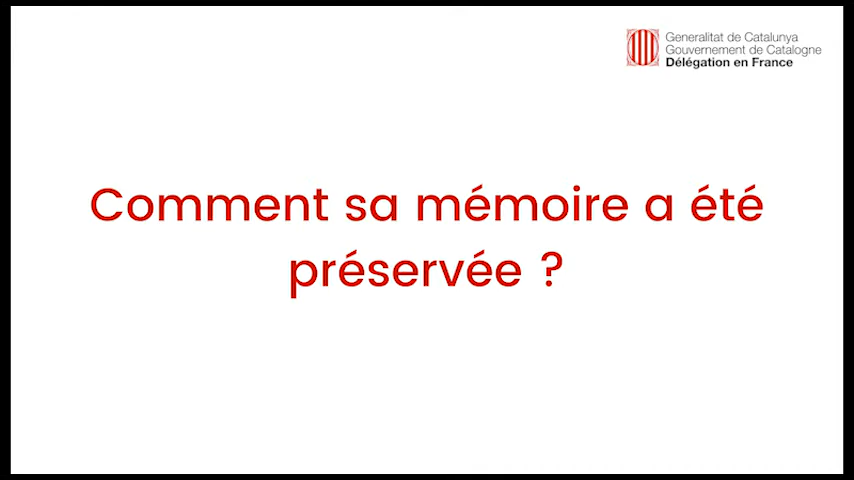 Generalitat de Catalunya
Gouvernement de Catalogne
Délégation en France
Comment sa mémoire a été
préservée ?